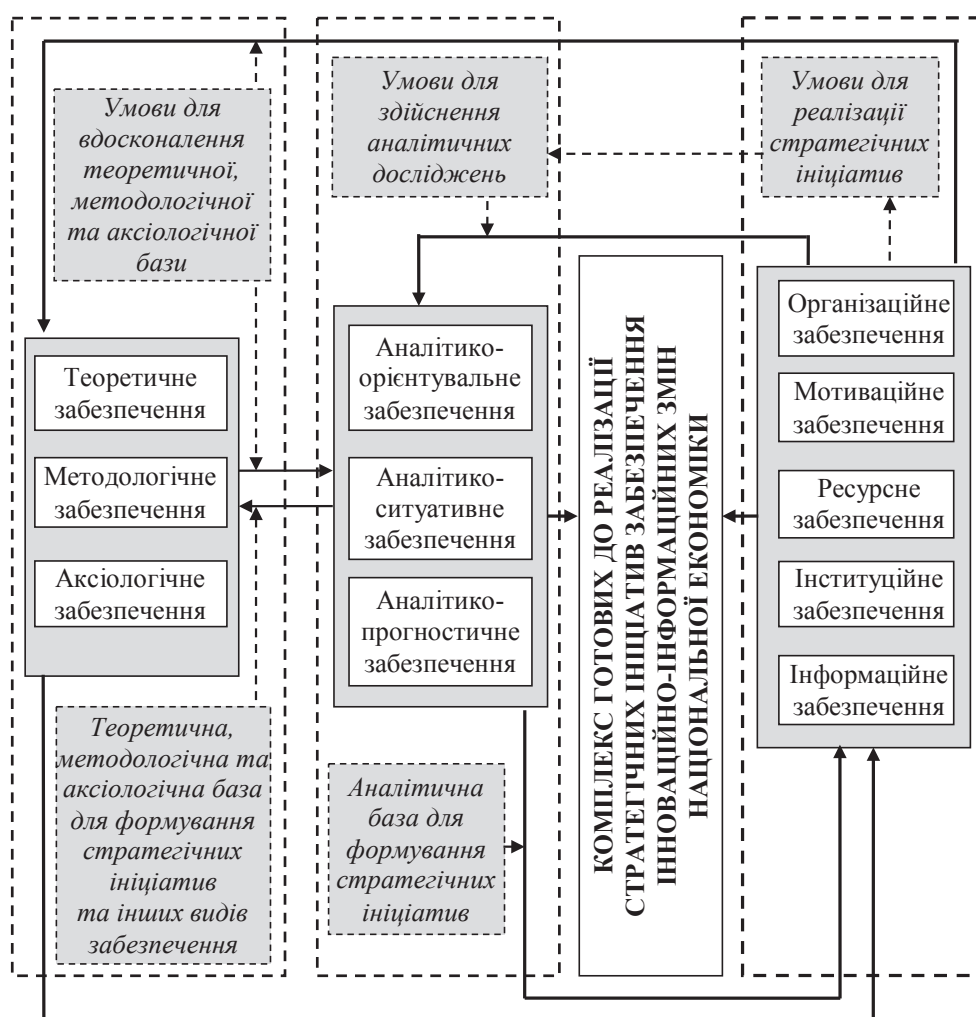 Умови для
вдосконалення
теоретичної,
методологічної
та аксіологічної
бази
Теоретичне
забезпечення
Методологічне
забезпечення
Аксіологічне
забезпечення
Теоретична,
методологічна та
аксіологічна база
для формування
стратегічних
ініціатив
та інших видів
забезпечення
Умови для
здійснення
аналітичних
досліджень
Аналітико-
орієнтувальне
забезпечення
Аналітико-
ситуативне
забезпечення
Аналітико-
прогностичне
забезпечення
Аналітична
база для
формування
стратегічних
ініціатив
КОМПЛЕКС ГОТОВИХ ДО РЕАЛІЗАЦІЇ
СТРАТЕГІЧНИХ ІНІЦІАТИВ ЗАБЕЗПЕЧЕННЯ
ІННОВАЦІЙНО-ІНФОРМАЦІЙНИХ ЗМІН
НАЦІОНАЛЬНОЇ ЕКОНОМІКИ
Умови для
реалізації
стратегічних
ініціатив
Організаційне
забезпечення
Мотиваційне
забезпечення
Ресурсне
забезпечення
Інституційне
забезпечення
Інформаційне
забезпечення